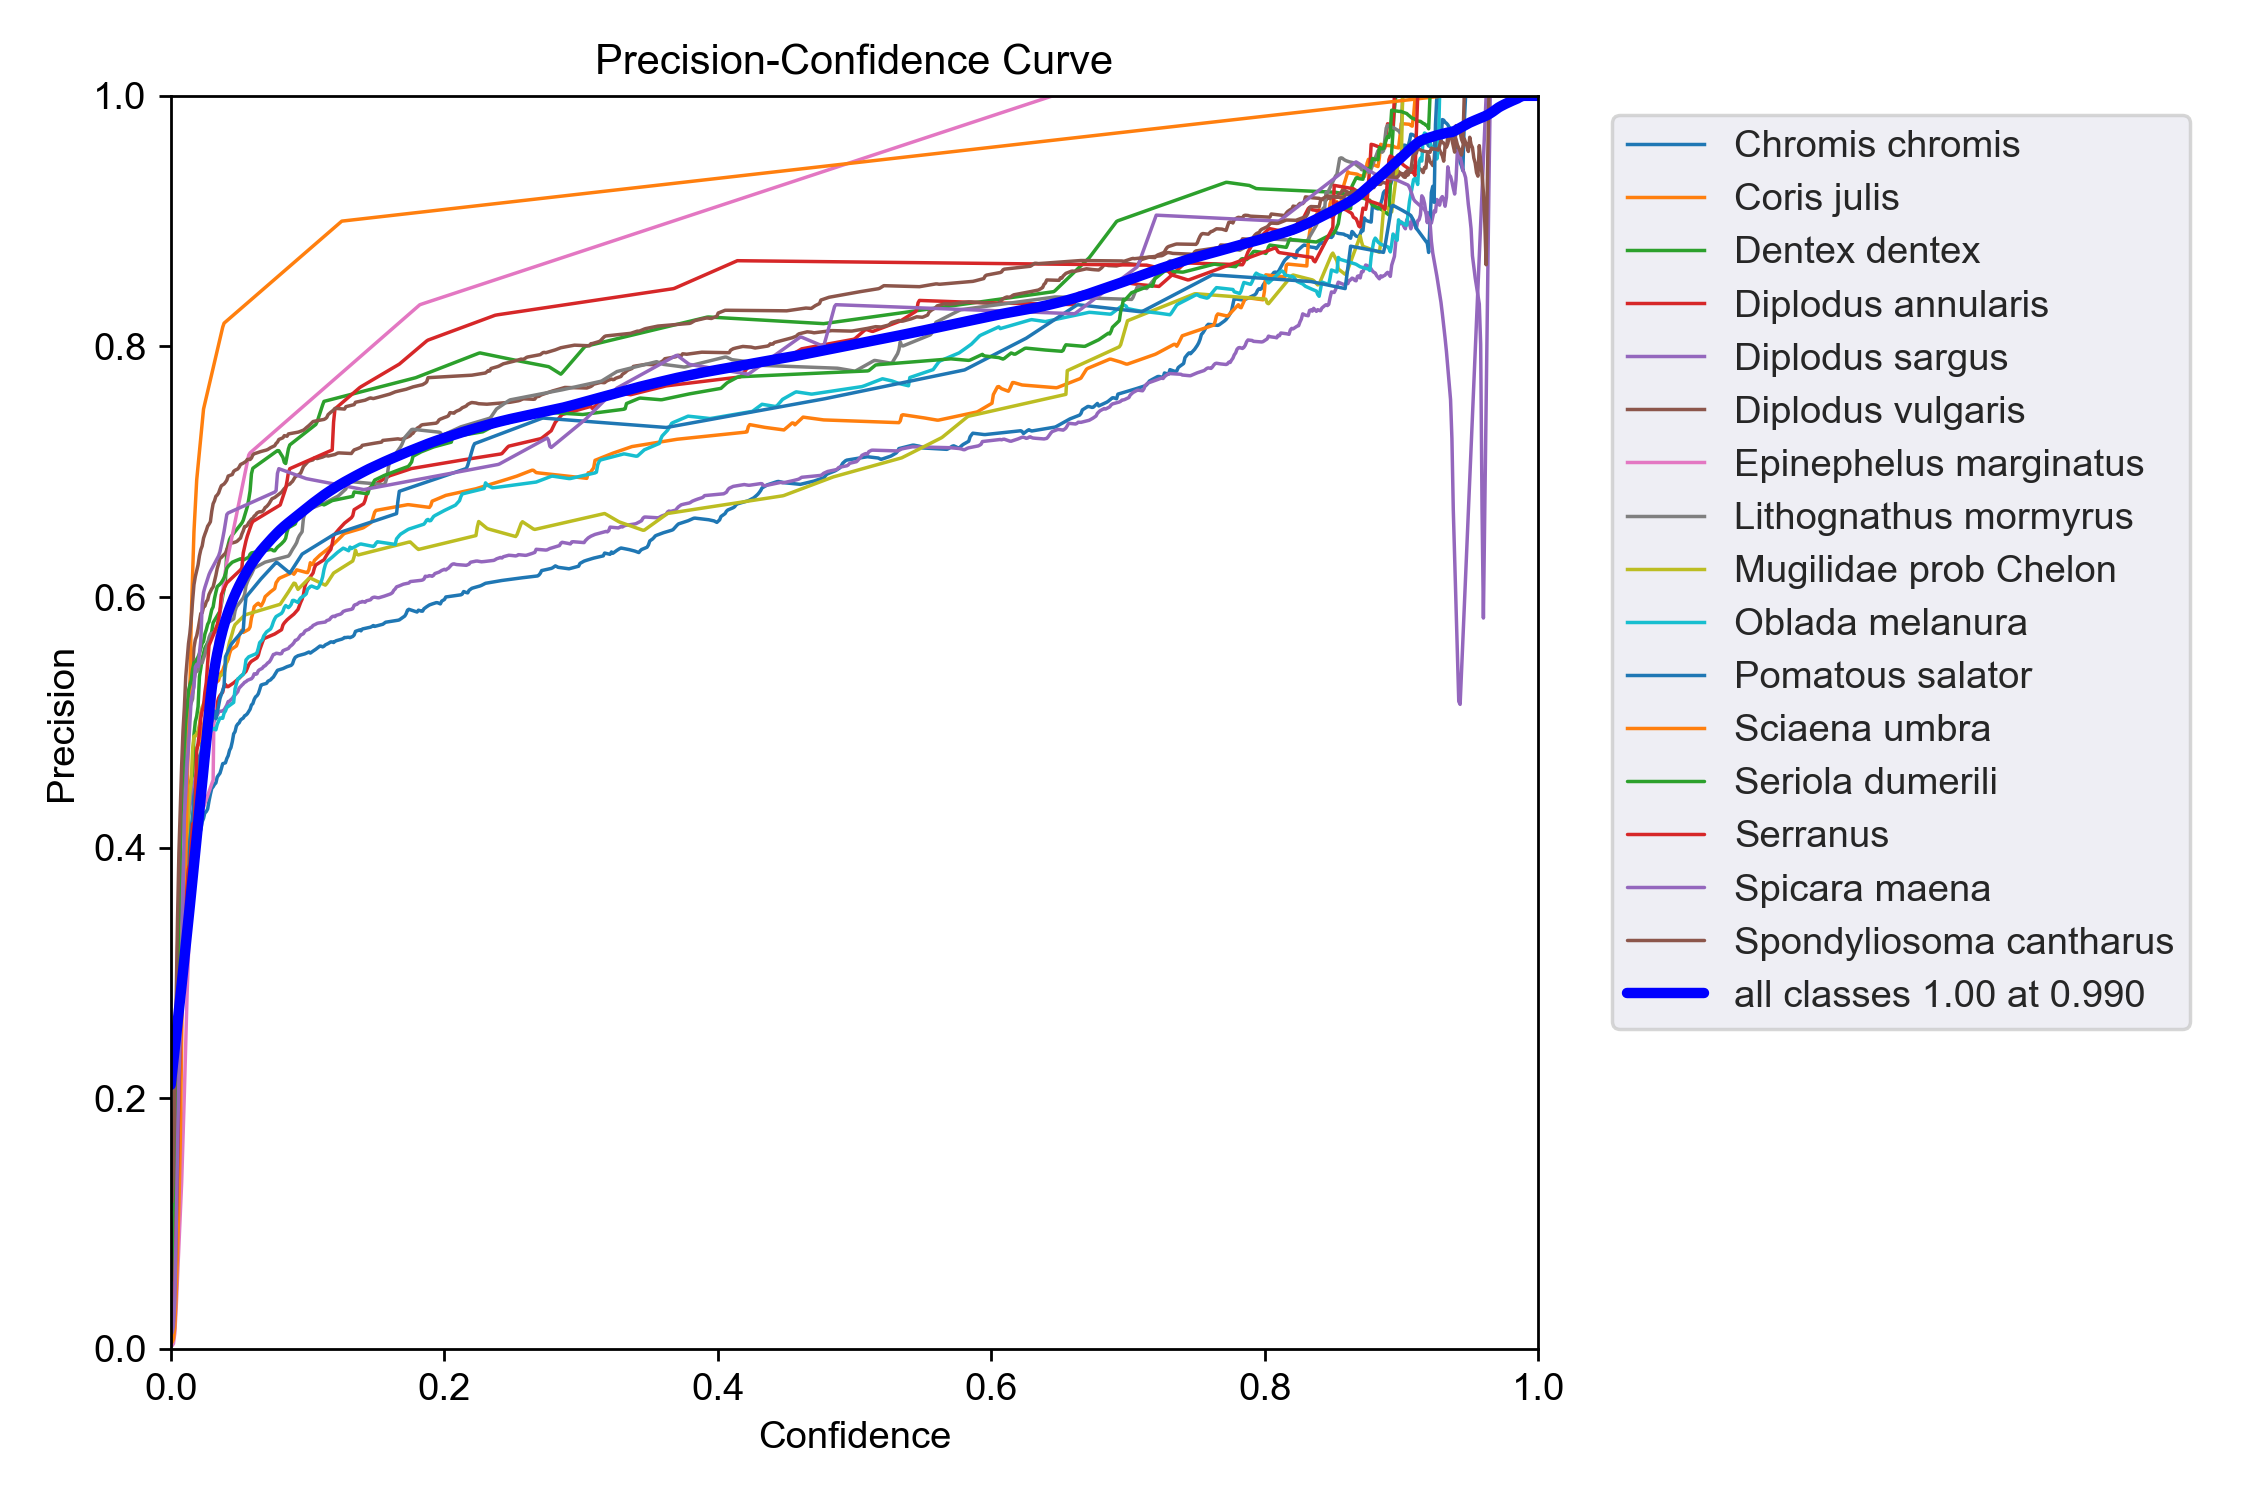 Precision-Confidence Curve
1.0
0.8
0.6
0.4
0.2
0.0
Precision
0.0 0.2 0.4 0.6 0.8 1.0
Confidence
Chromis chromis
Coris julis
Dentex dentex
Diplodus annularis
Diplodus sargus
Diplodus vulgaris
Epinephelus marginatus
Lithognathus mormyrus
Mugilidae prob Chelon
Oblada melanura
Pomatous salator
Sciaena umbra
Seriola dumerili
Serranus
Spicara maena
Spondyliosoma cantharus
all classes 1.00 at 0.990